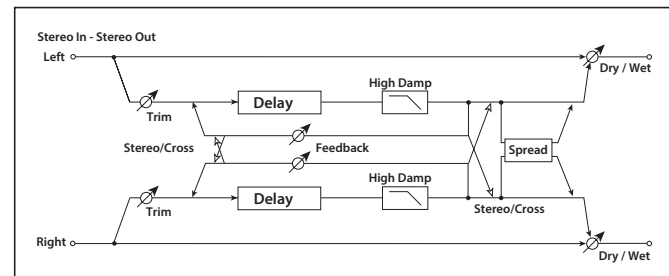 Stereo In - Stereo Out
Left
Dry / Wet
High Damp
Delay
Trim
Stereo/Cross
Feedback
Spread
High Damp
Delay
Stereo/Cross
Trim
Right
Dry / Wet